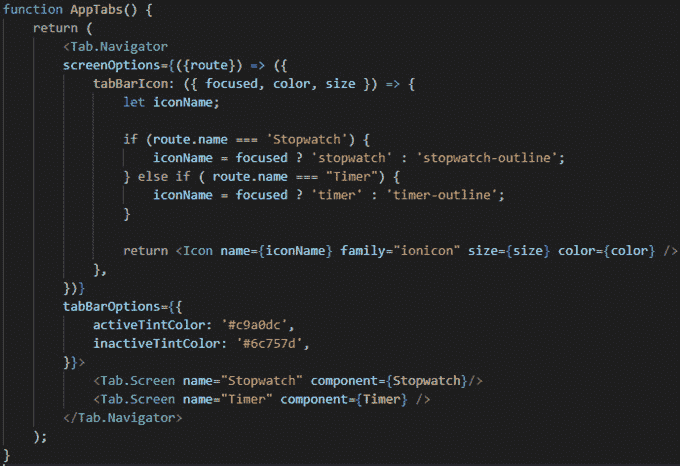 function AppTabs() {
    return (
        <Tab.Navigator
        screenOptions={({route}) => ({
            tabBarIcon: ({ focused, color, size }) => {
                let iconName;

                if (route.name === 'Stopwatch') {
                    iconName = focused ? 'stopwatch' : 'stopwatch-outline';
                } else if ( route.name === "Timer") {
                    iconName = focused ? 'timer' : 'timer-outline';
                }

                return <Icon name={iconName} family="ionicon" size={size} color={color} />
            },
        })}
        tabBarOptions={{
            activeTintColor: '#c9a0dc',
            inactiveTintColor: '#6c757d',
        }}>
            <Tab.Screen name="Stopwatch" component={Stopwatch}/>
            <Tab.Screen name="Timer" component={Timer} />
        </Tab.Navigator>
    );
}